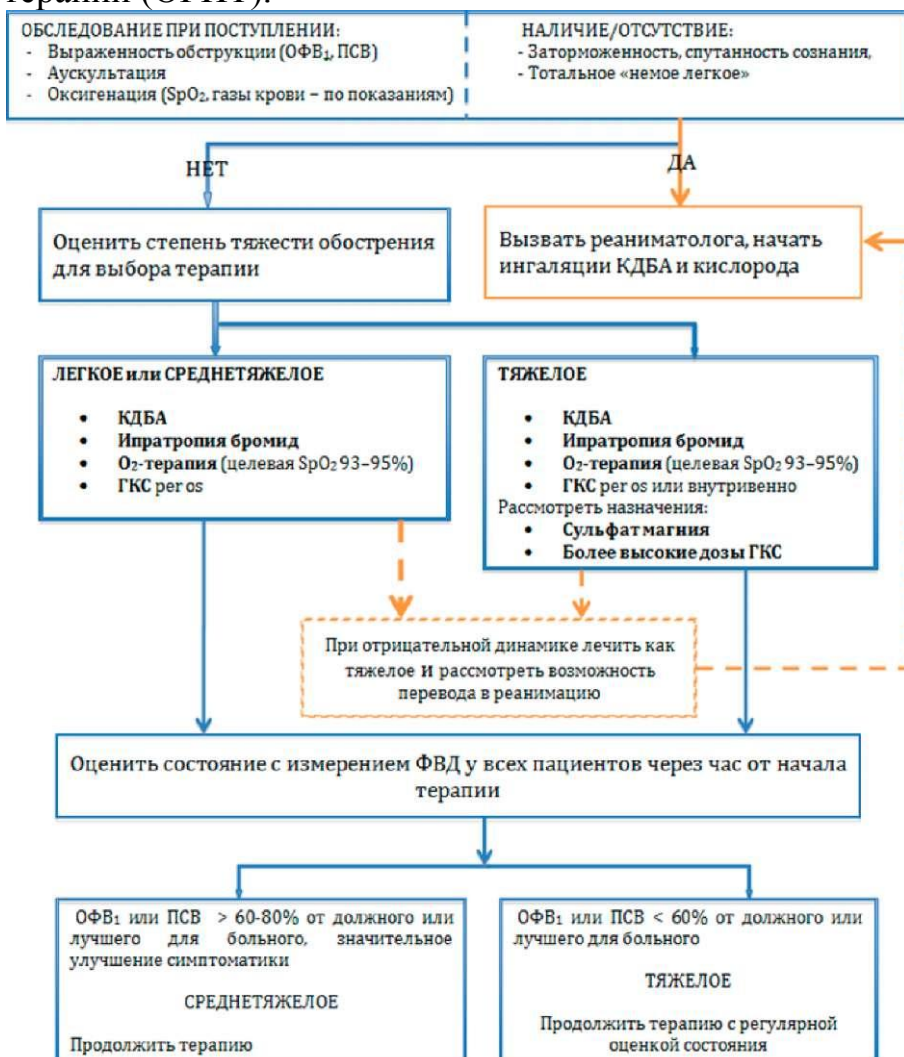 терапии (ОРИТ).
ОБСЛЕДОВАНИЕ ПРИ ПОСТУПЛЕНИИ:
- Выраженность обструкции (ОФВ₁, ПСВ)
- Аускультация
- Оксигенация (SpO₂, газы крови – по показаниям)
НАЛИЧИЕ/ОТСУТСТВИЕ:
- Заторможенность, спутанность сознания,
- Тотальное «немое легкое»
НЕТ
ДА
Оценить степень тяжести обострения
для выбора терапии
Вызвать реаниматолога, начать
ингаляции КДБА и кислорода
ЛЕГКОЕ или СРЕДНЕТЯЖЕЛОЕ
• КДБА
• Ипратропия бромид
• O₂-терапия (целевая SpO₂ 93–95%)
• ГКС per os
ТЯЖЕЛОЕ
• КДБА
• Ипратропия бромид
• O₂-терапия (целевая SpO₂ 93–95%)
• ГКС per os или внутривенно
Рассмотреть назначения:
• Сульфат магния
• Более высокие дозы ГКС
При отрицательной динамике лечить как
тяжелое и рассмотреть возможность
перевода в реанимацию
Оценить состояние с измерением ФВД у всех пациентов через час от начала
терапии
ОФВ₁ или ПСВ > 60-80% от должного или
лучшего для больного, значительное
улучшение симптоматики
СРЕДНЕТЯЖЕЛОЕ
Продолжить терапию
ОФВ₁ или ПСВ < 60% от должного или
лучшего для больного
ТЯЖЕЛОЕ
Продолжить терапию с регулярной
оценкой состояния